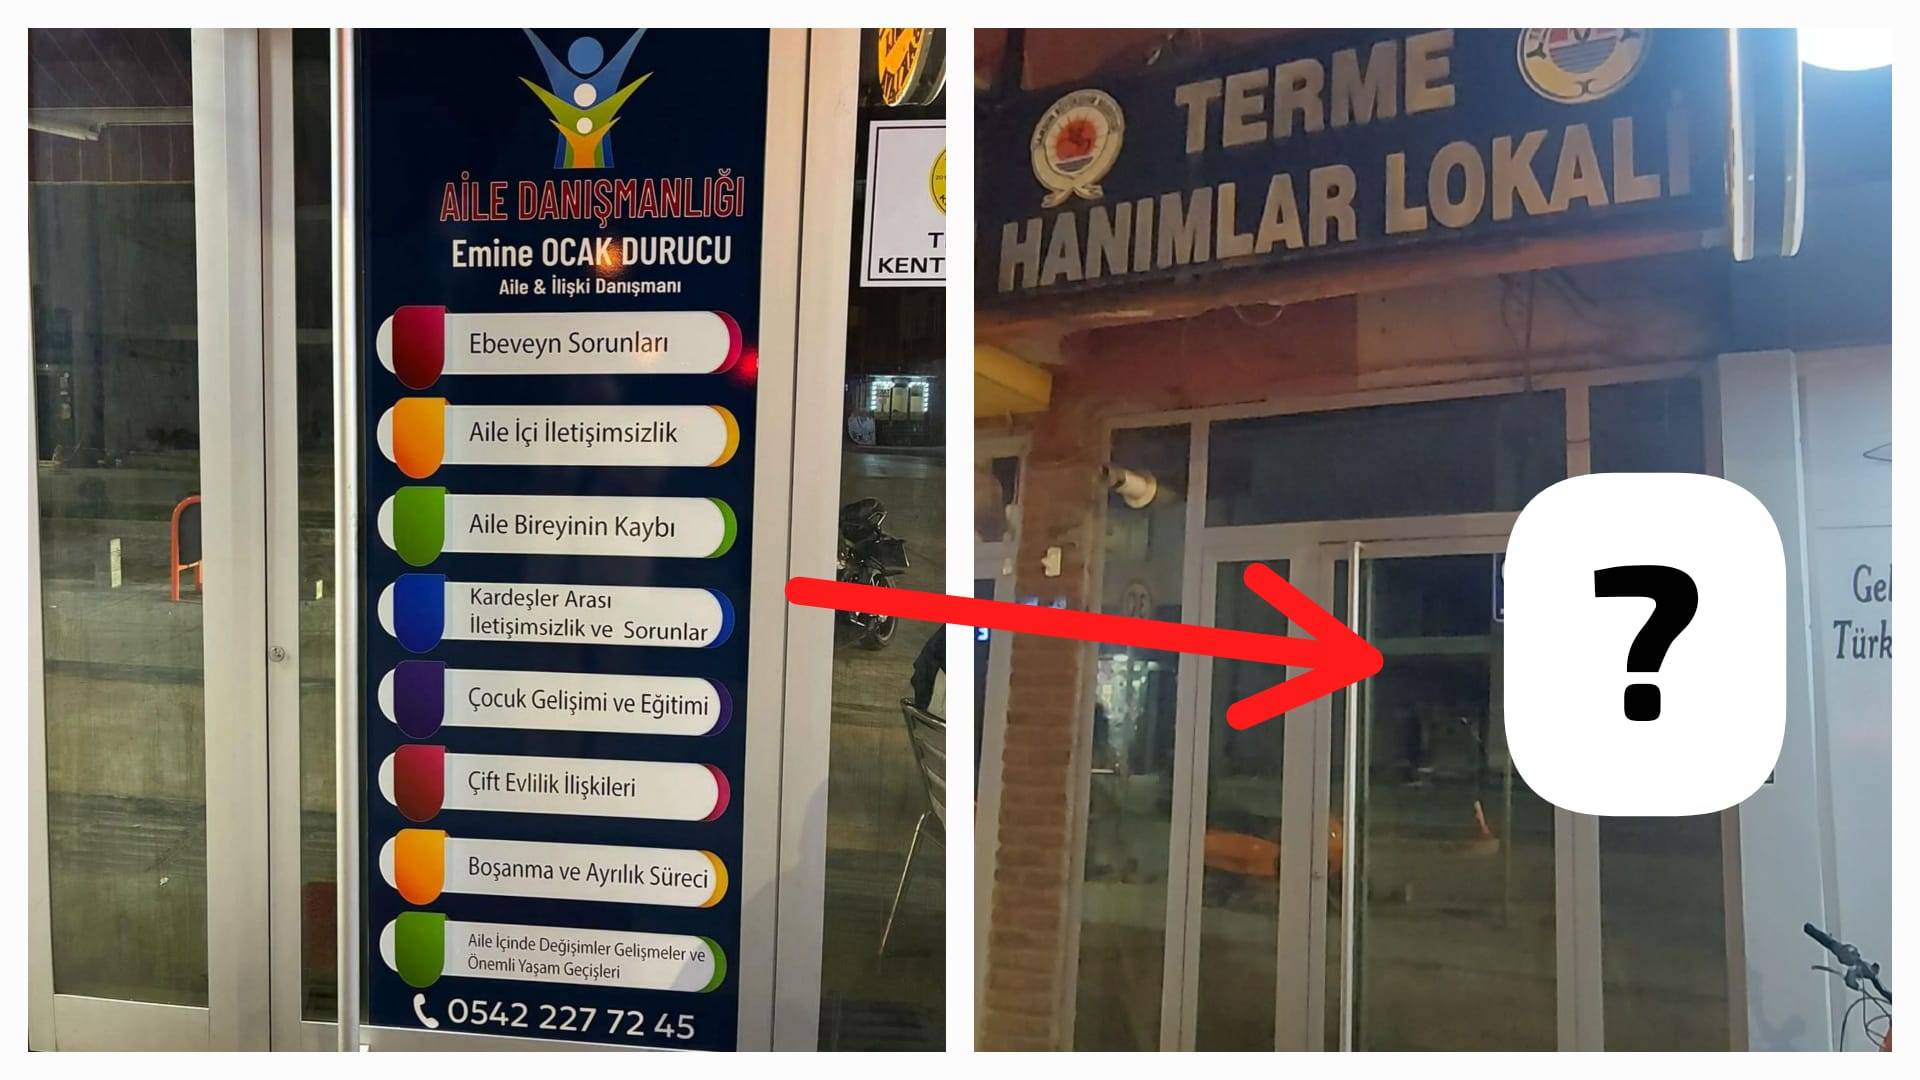 AİLE DANIŞMANLIĞI
Emine OCAK DURUCU
Aile & İlişki Danışmanı
Ebeveyn Sorunları
Aile İçi İletişimsizlik
Aile Bireyinin Kaybı
Kardeşler Arası
İletişimsizlik ve Sorunlar
Çocuk Gelişimi ve Eğitimi
Çift Evlilik İlişkileri
Boşanma ve Ayrılık Süreci
Aile İçinde Değişimler Gelişmeler ve
Önemli Yaşam Geçişleri
0542 227 72 45
KENT
TERME
HANIMLAR LOKALİ
?
Gel
Türk